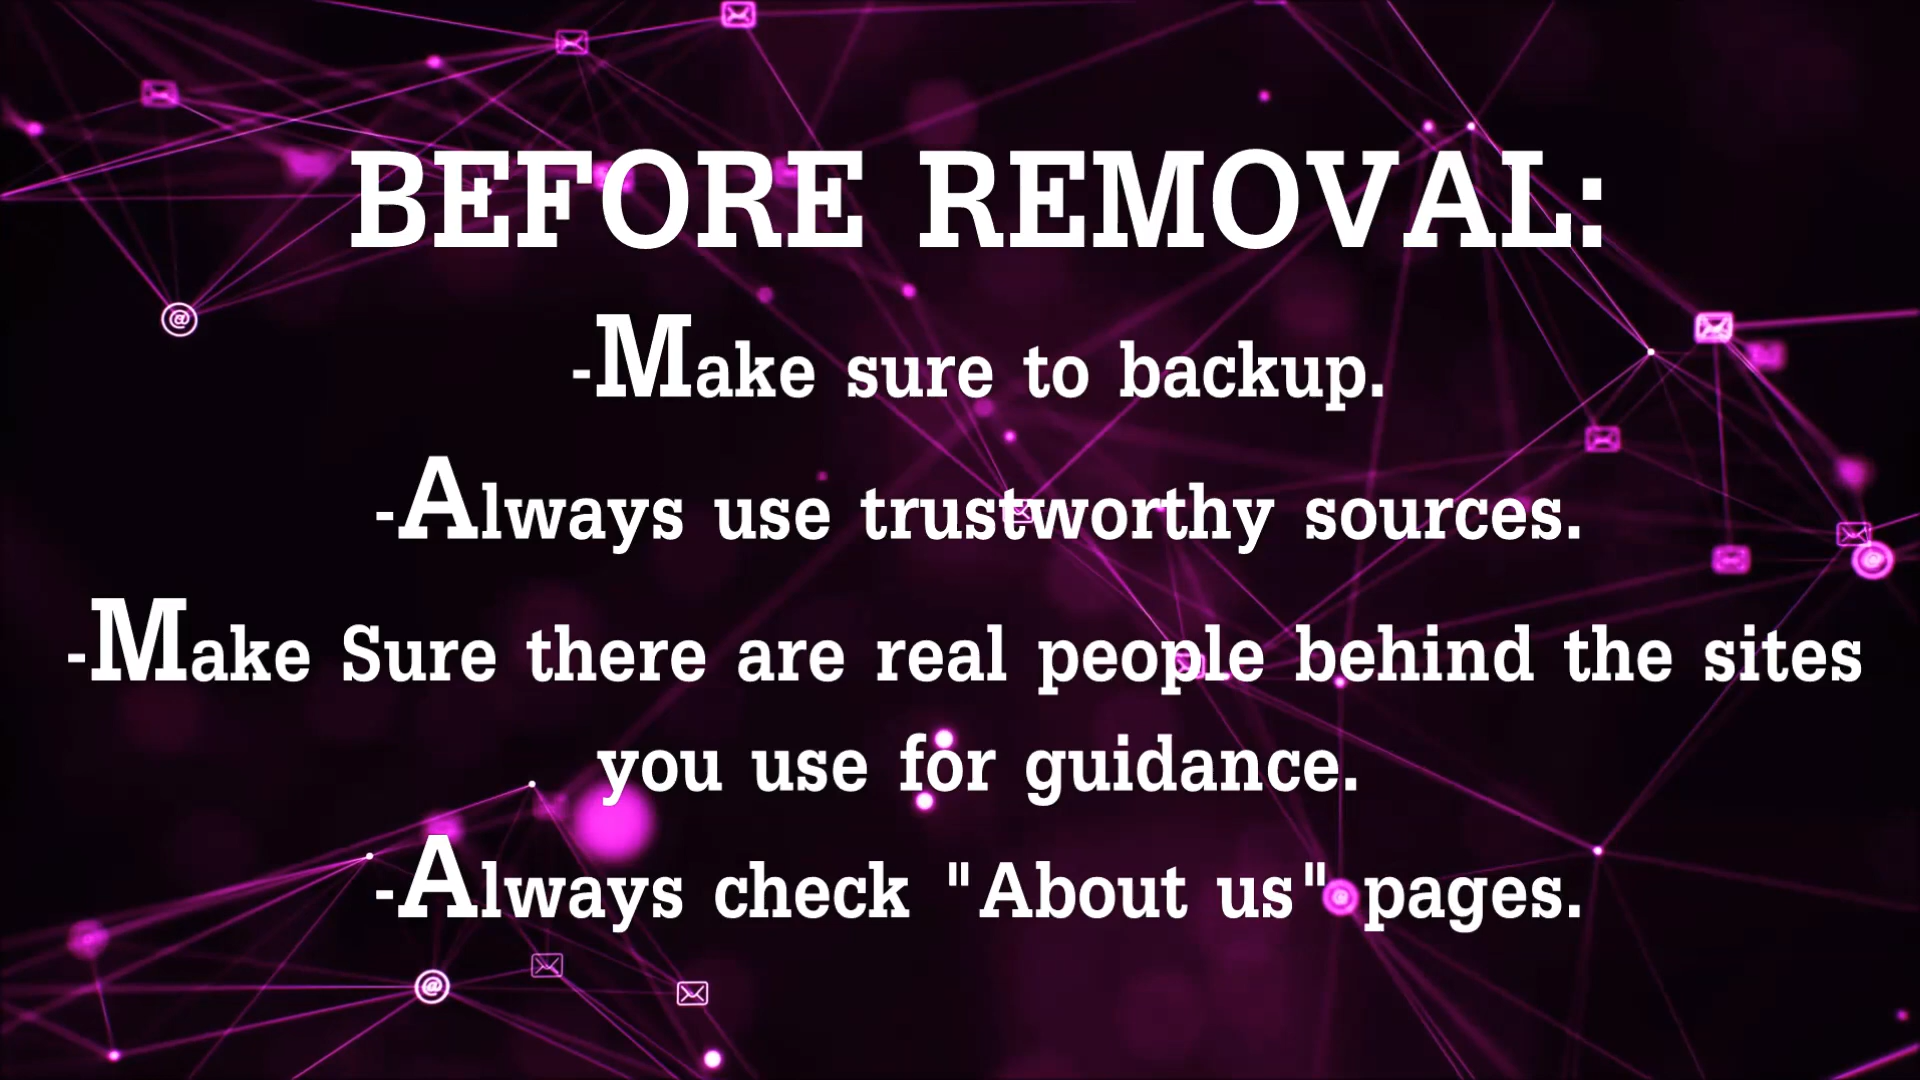 BEFORE REMOVAL:
-Make sure to backup.
-Always use trustworthy sources.
-Make Sure there are real people behind the sites
you use for guidance.
-Always check "About us" pages.